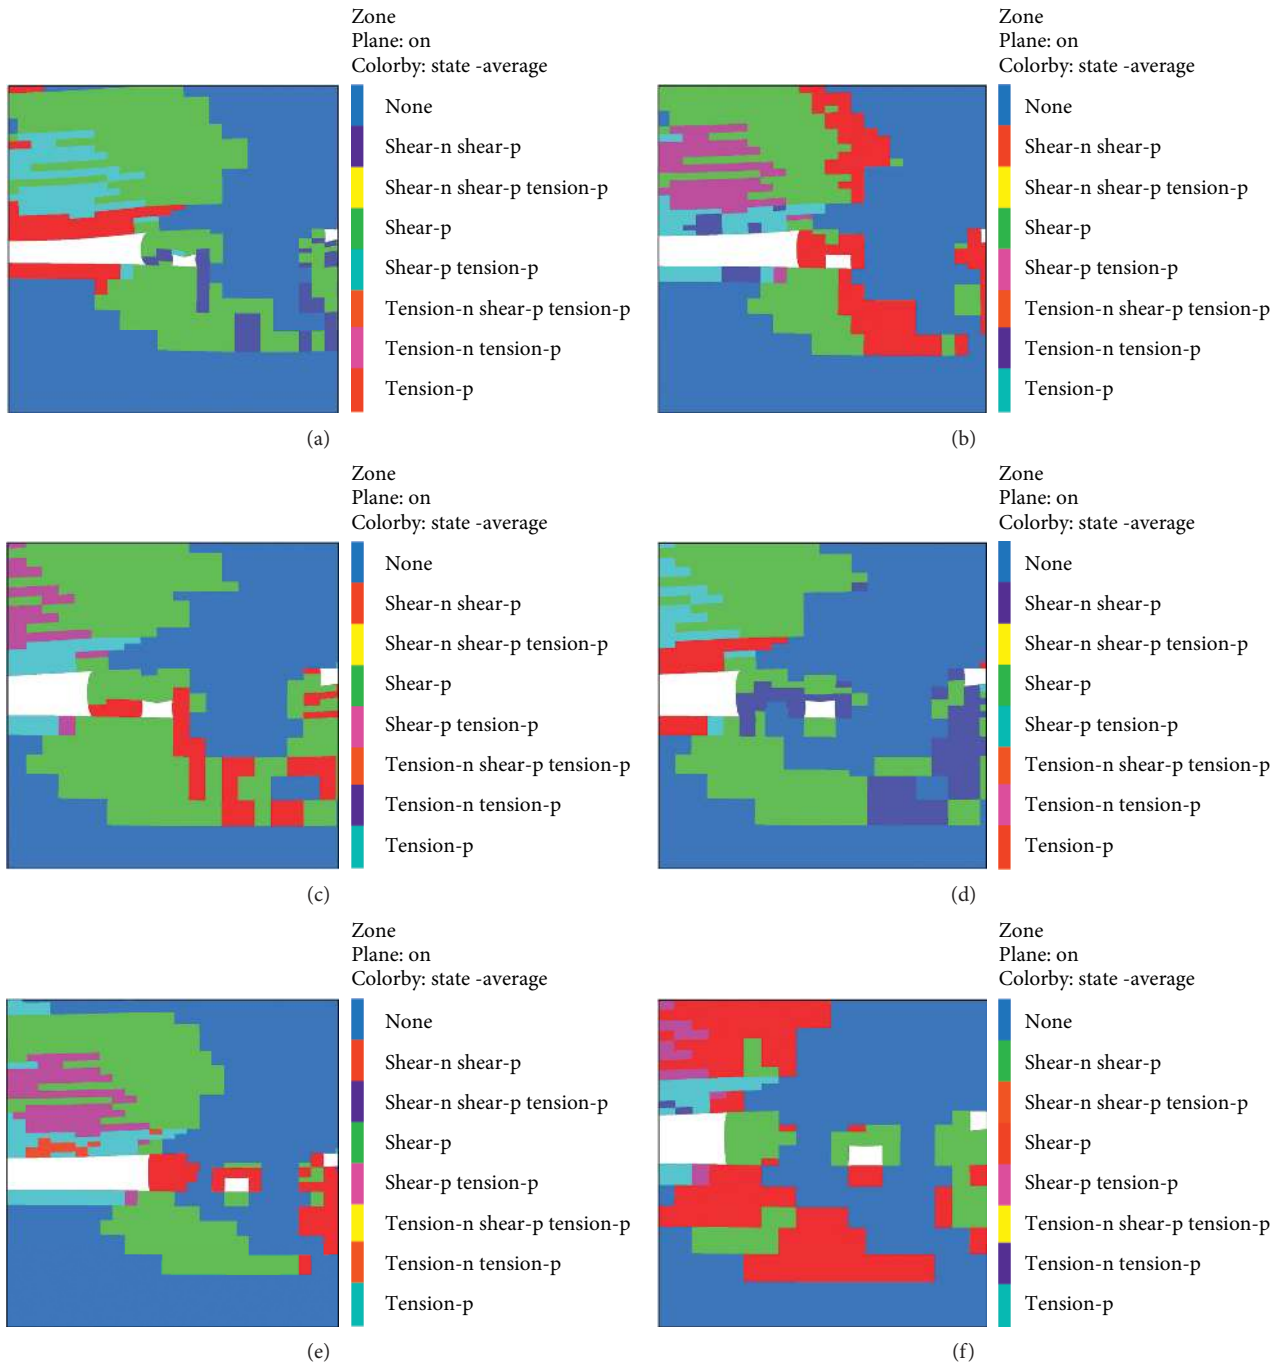 Zone
Plane: on
Colorby: state -average
None
Shear-n shear-p
Shear-n shear-p tension-p
Shear-p
Shear-p tension-p
Tension-n shear-p tension-p
Tension-n tension-p
Tension-p
(a)
Zone
Plane: on
Colorby: state -average
None
Shear-n shear-p
Shear-n shear-p tension-p
Shear-p
Shear-p tension-p
Tension-n shear-p tension-p
Tension-n tension-p
Tension-p
(b)
Zone
Plane: on
Colorby: state -average
None
Shear-n shear-p
Shear-n shear-p tension-p
Shear-p
Shear-p tension-p
Tension-n shear-p tension-p
Tension-n tension-p
Tension-p
(c)
Zone
Plane: on
Colorby: state -average
None
Shear-n shear-p
Shear-n shear-p tension-p
Shear-p
Shear-p tension-p
Tension-n shear-p tension-p
Tension-n tension-p
Tension-p
(d)
Zone
Plane: on
Colorby: state -average
None
Shear-n shear-p
Shear-n shear-p tension-p
Shear-p
Shear-p tension-p
Tension-n shear-p tension-p
Tension-n tension-p
Tension-p
(e)
Zone
Plane: on
Colorby: state -average
None
Shear-n shear-p
Shear-n shear-p tension-p
Shear-p
Shear-p tension-p
Tension-n shear-p tension-p
Tension-n tension-p
Tension-p
(f)